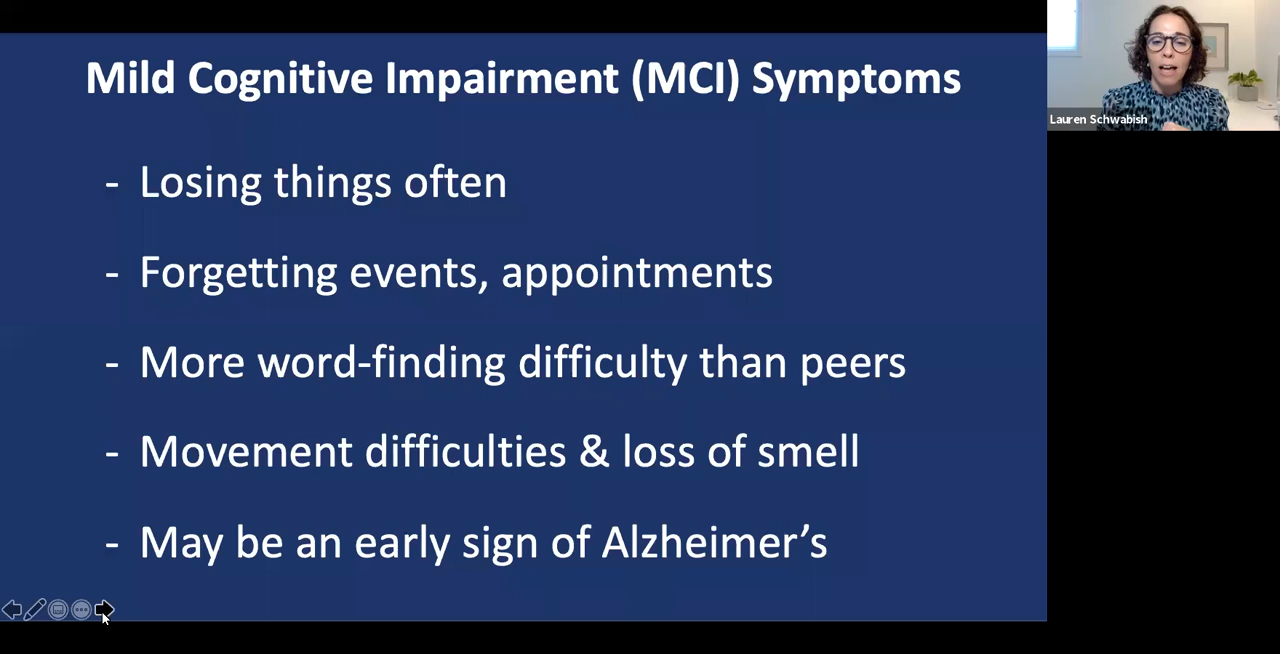 Mild Cognitive Impairment (MCI) Symptoms
- Losing things often
- Forgetting events, appointments
- More word-finding difficulty than peers
- Movement difficulties & loss of smell
- May be an early sign of Alzheimer’s
Lauren Schwabish